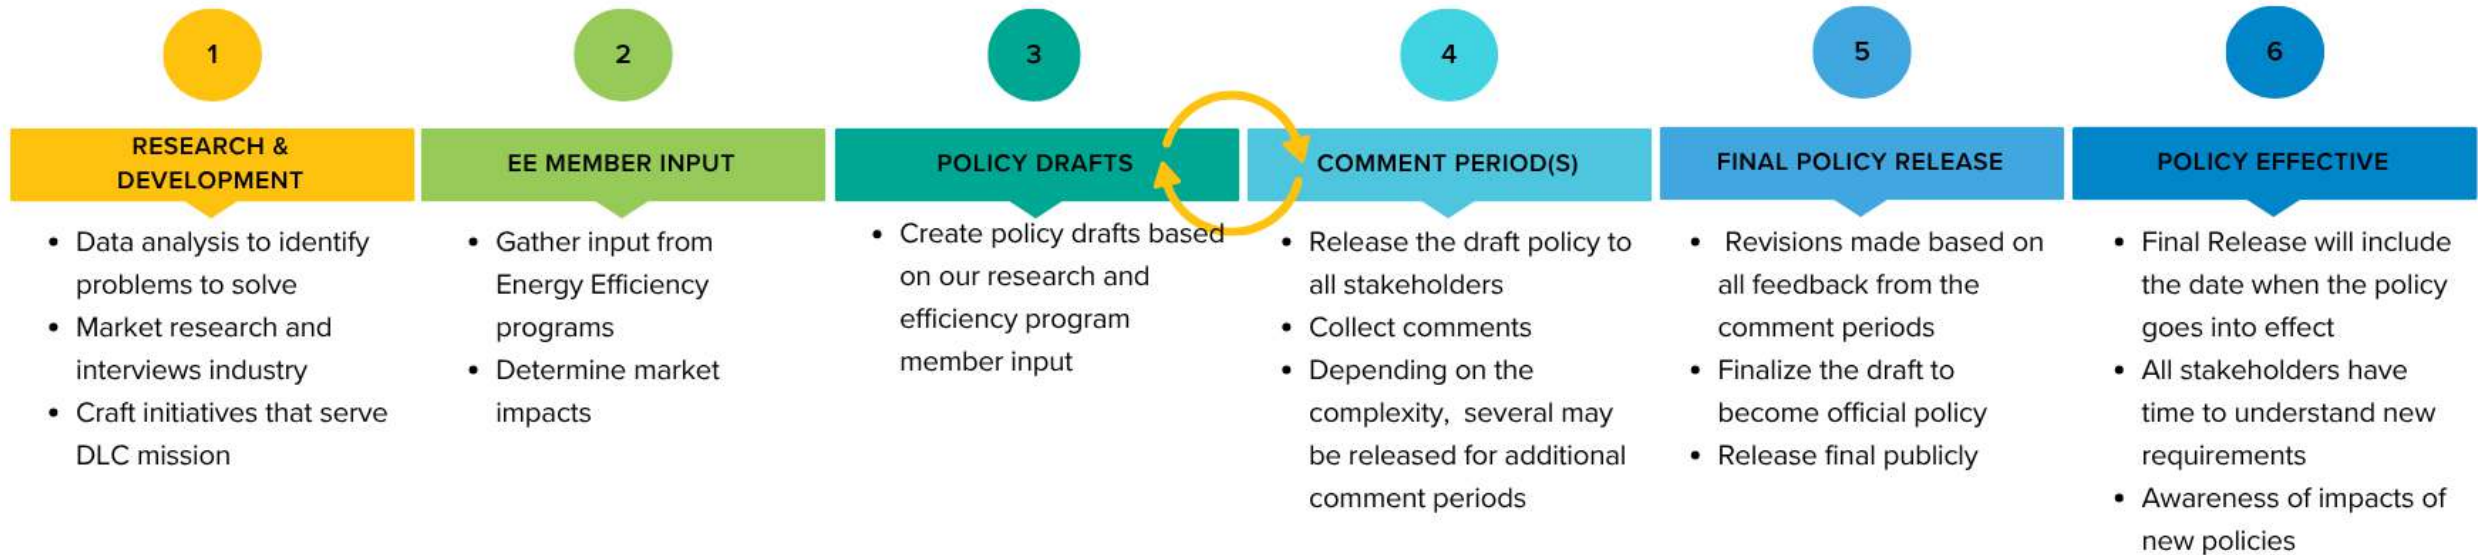 1
RESEARCH &
DEVELOPMENT
• Data analysis to identify
problems to solve
• Market research and
interviews industry
• Craft initiatives that serve
DLC mission
2
EE MEMBER INPUT
• Gather input from
Energy Efficiency
programs
• Determine market
impacts
3
POLICY DRAFTS
• Create policy drafts based
on our research and
efficiency program
member input
4
COMMENT PERIOD(S)
• Release the draft policy to
all stakeholders
• Collect comments
• Depending on the
complexity, several may
be released for additional
comment periods
5
FINAL POLICY RELEASE
• Revisions made based on
all feedback from the
comment periods
• Finalize the draft to
become official policy
• Release final publicly
6
POLICY EFFECTIVE
• Final Release will include
the date when the policy
goes into effect
• All stakeholders have
time to understand new
requirements
• Awareness of impacts of
new policies